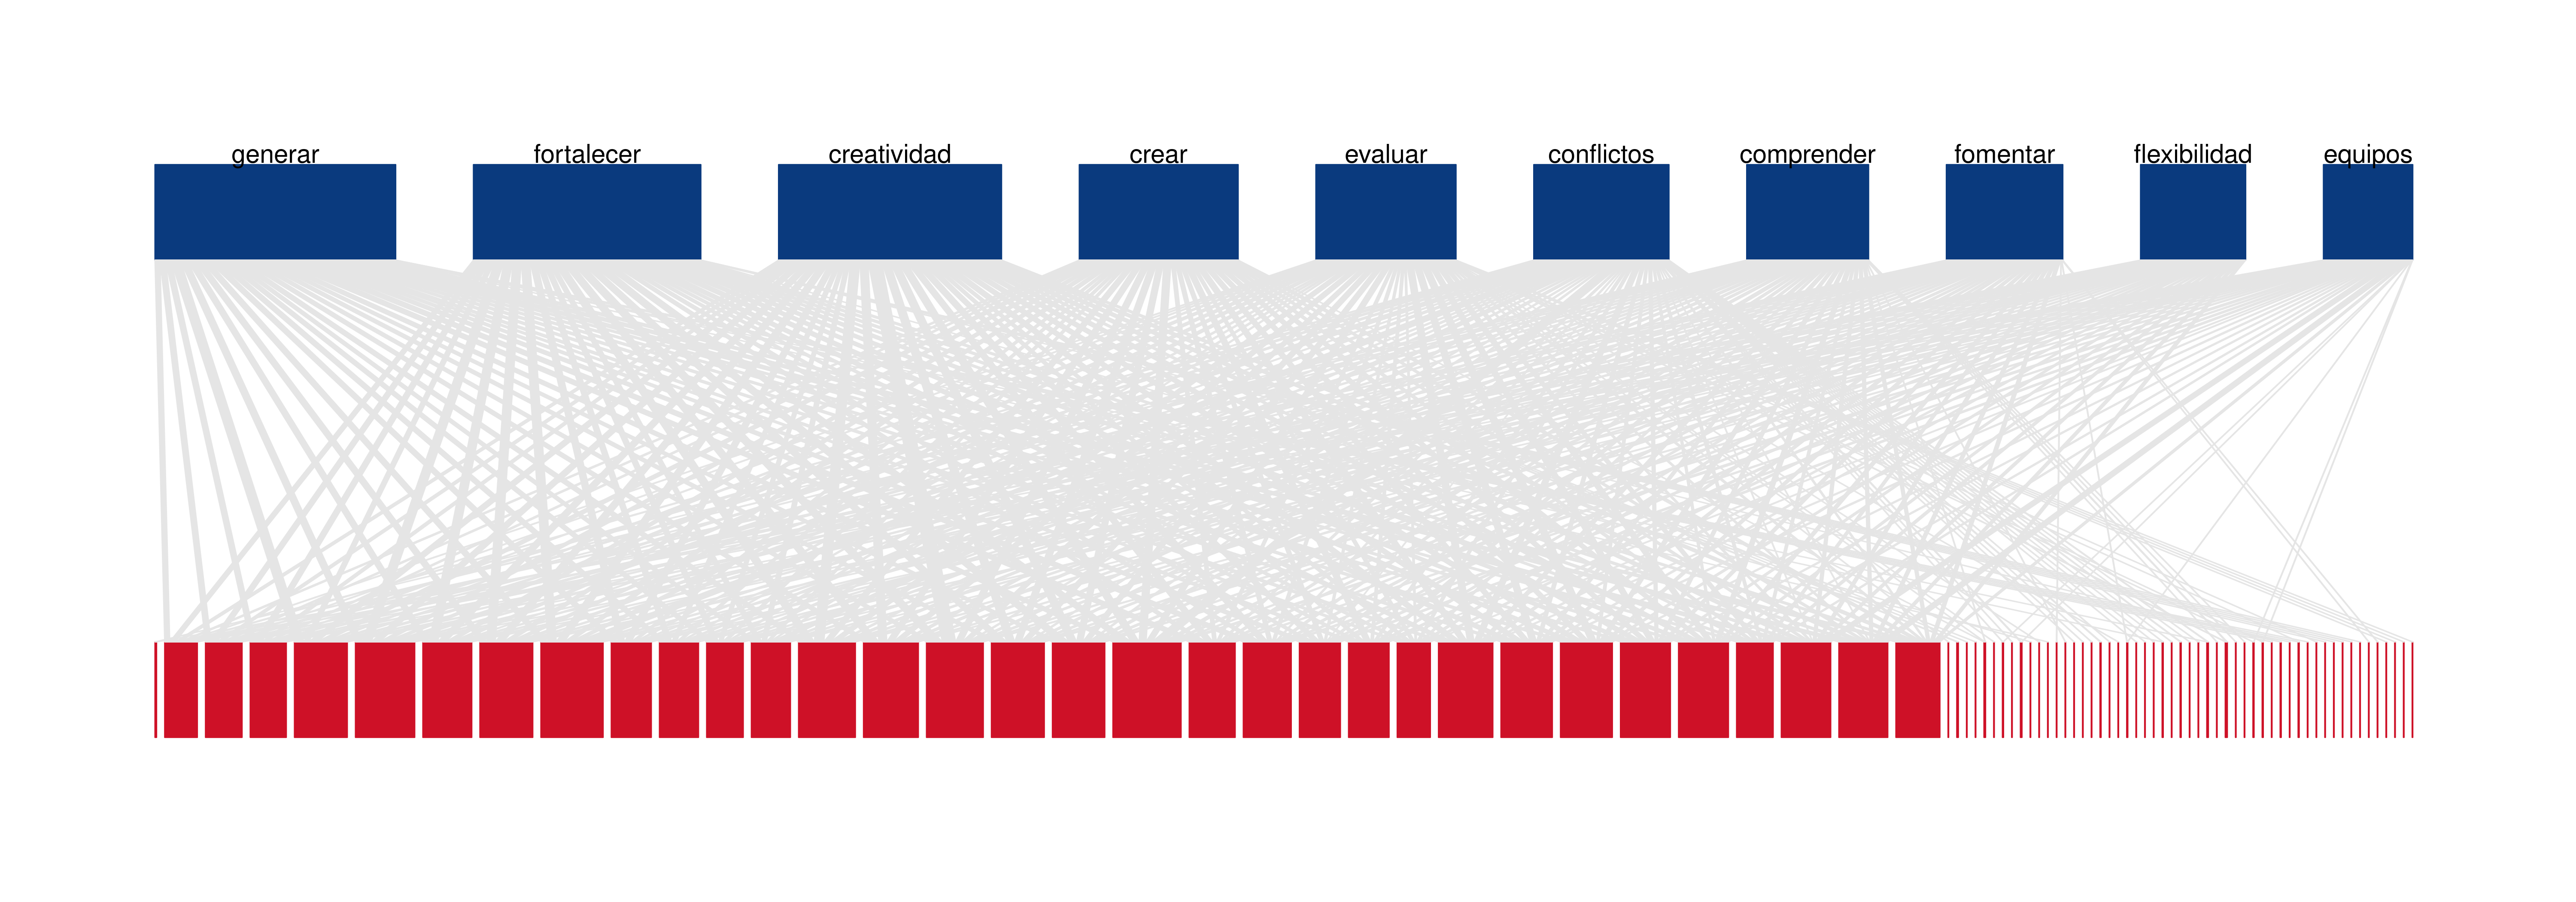 generar fortalecer creatividad crear evaluar conflictos comprender fomentar flexibilidad equipos